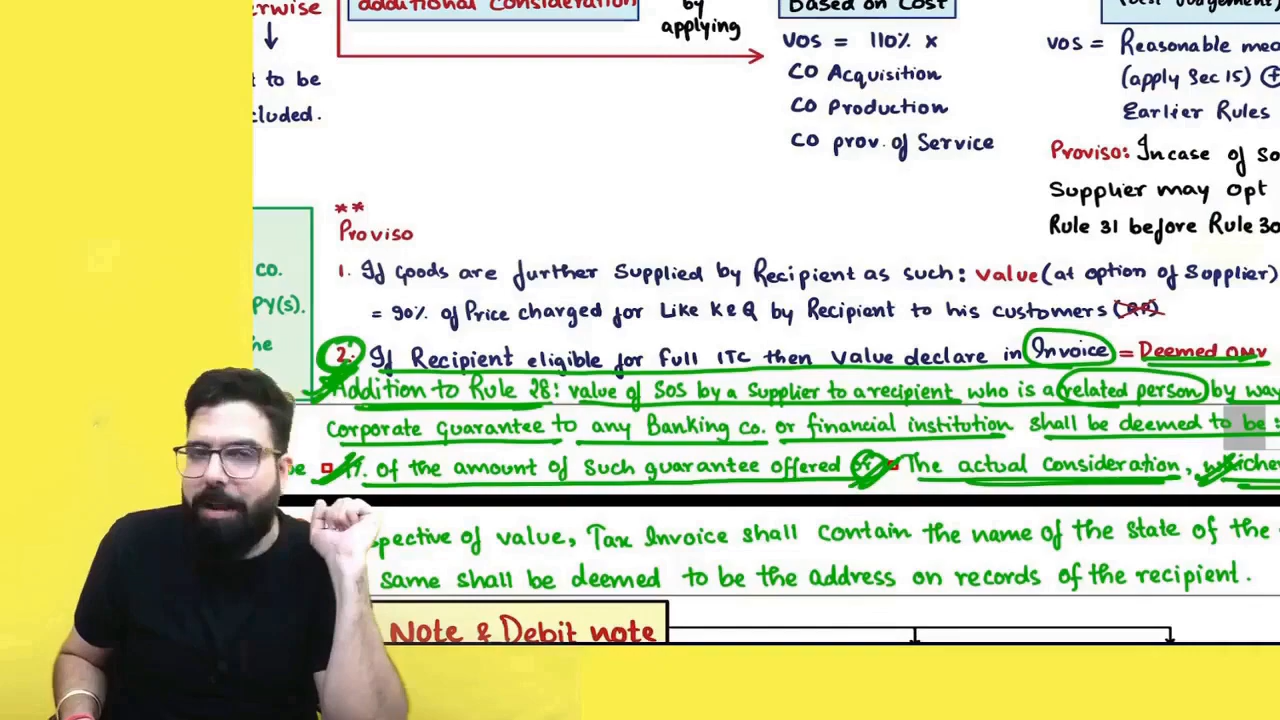 erwise
additional consideration
by
applying
Based on Cost
VOS = 110% x
CO Acquisition
CO Production
CO prov. of Service
VOS = Reasonable mea
(apply Sec 15) +
Earlier Rules
t to be
cluded.
Proviso: Incase of So
Supplier may opt
Rule 31 before Rule 30
**
Proviso
1. If Goods are further Supplied by Recipient as such: value (at option of Supplier)
= 90% of Price charged for Like K & Q by Recipient to his customers
co.
py(s).
he
2. If Recipient eligible for Full ITC then Value declare in Invoice = Deemed OMV
Addition to Rule 28: value of SOS by a Supplier to a recipient who is a related person by way
Corporate guarantee to any Banking co. or financial institution shall be deemed to be :
be 1%. of the amount of such guarantee offered or The actual Consideration, whichev
spective of value, Tax Invoice shall contain the name of the state of the
same shall be deemed to be the address on records of the recipient.
Note & Debit note